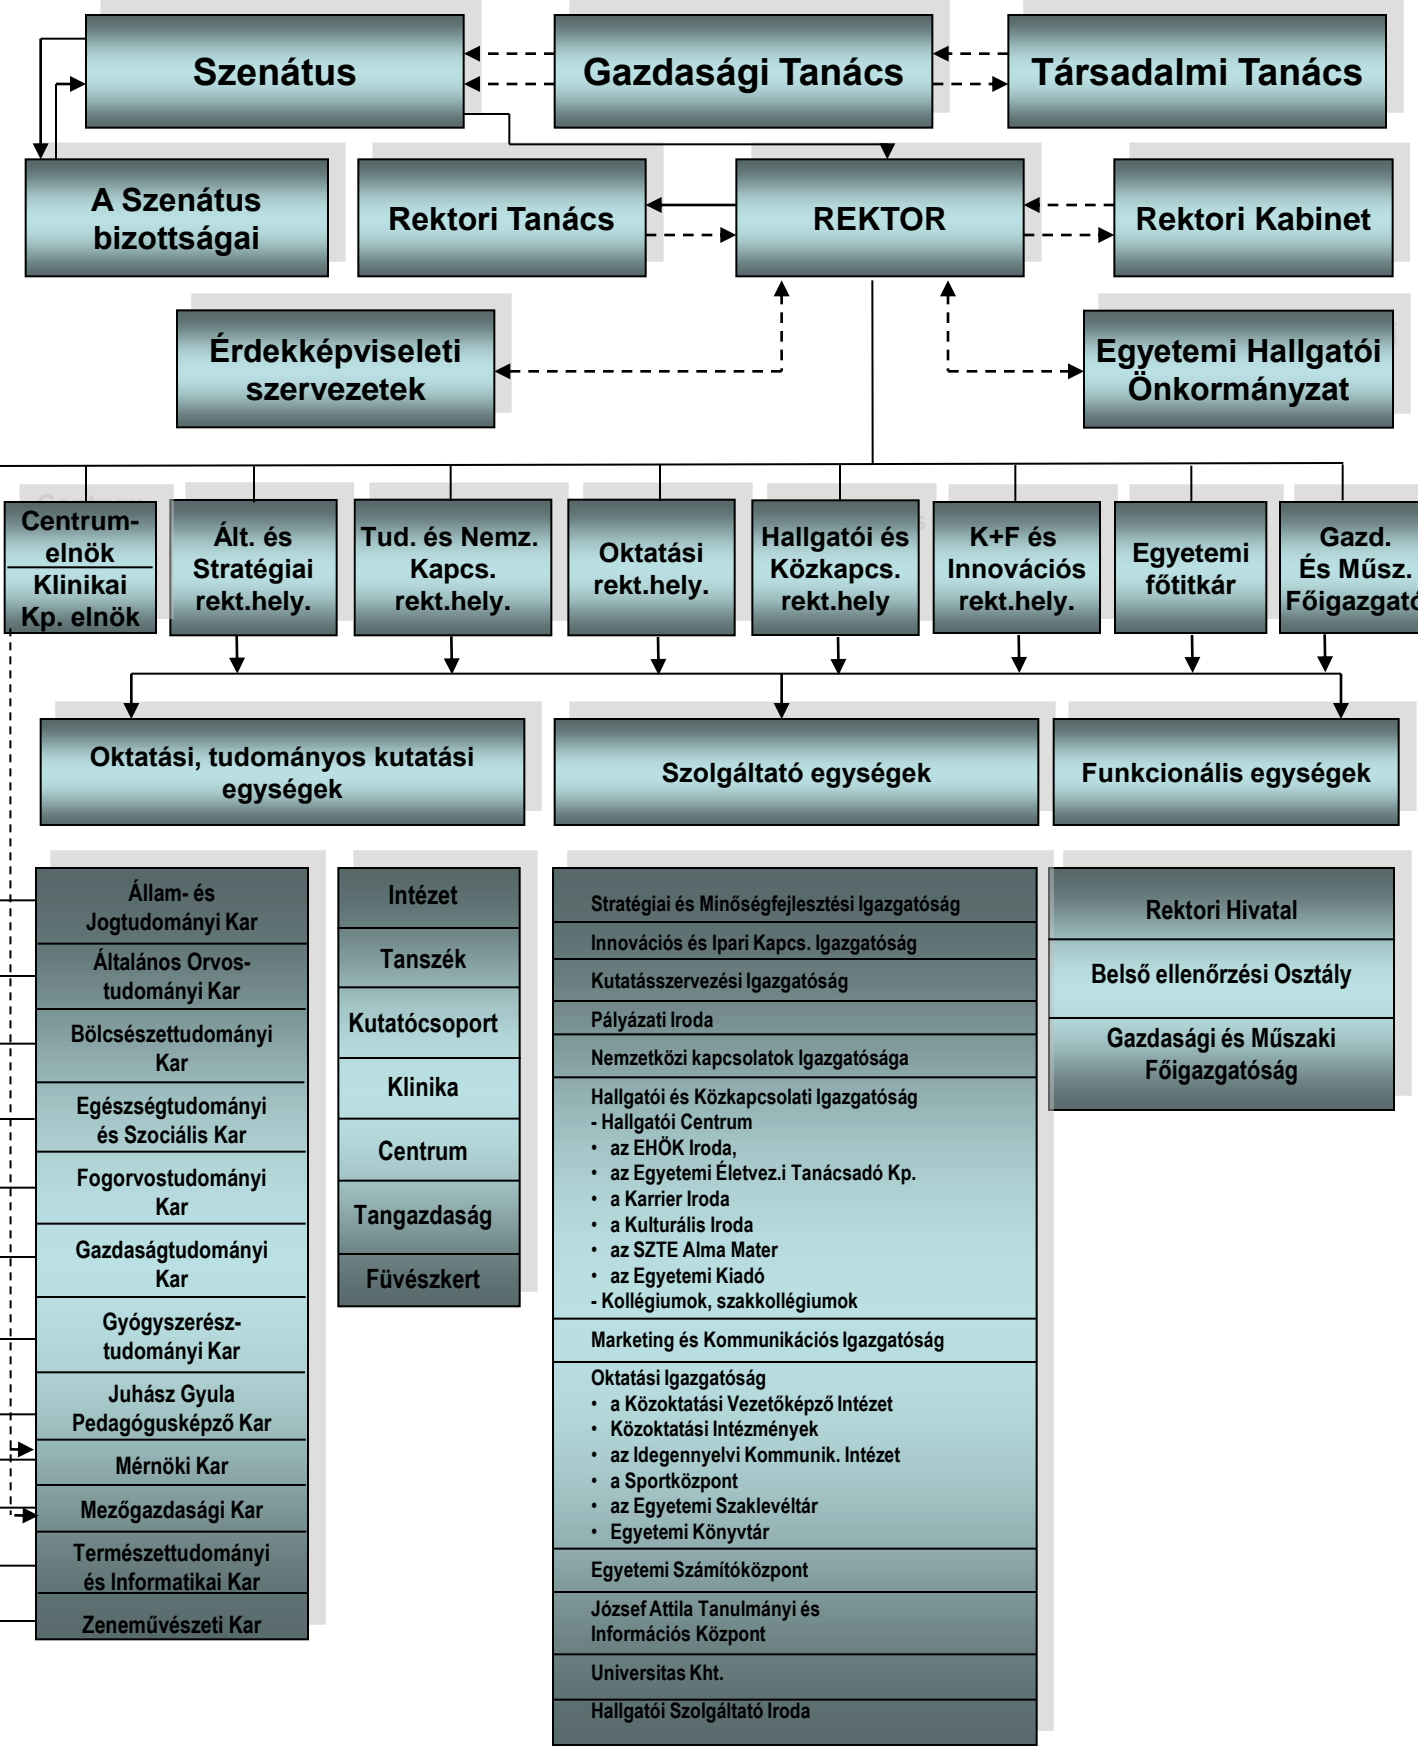 Szenátus
Gazdasági Tanács
Társadalmi Tanács
A Szenátus
bizottságai
Rektori Tanács
REKTOR
Rektori Kabinet
Érdekképviseleti
szervezetek
Egyetemi Hallgatói
Önkormányzat
Centrum-
elnök
Klinikai
Kp. elnök
Ált. és
Stratégiai
rekt.hely.
Tud. és Nemz.
Kapcs.
rekt.hely.
Oktatási
rekt.hely.
Hallgatói és
Közkapcs.
rekt.hely
K+F és
Innovációs
rekt.hely.
Egyetemi
főtitkár
Gazd.
És Műsz.
Főigazgató
Oktatási, tudományos kutatási
egységek
Szolgáltató egységek
Funkcionális egységek
Állam- és
Jogtudományi Kar
Általános Orvos-
tudományi Kar
Bölcsészettudományi
Kar
Egészségtudományi
és Szociális Kar
Fogorvostudományi
Kar
Gazdaságtudományi
Kar
Gyógyszerész-
tudományi Kar
Juhász Gyula
Pedagógusképző Kar
Mérnöki Kar
Mezőgazdasági Kar
Természettudományi
és Informatikai Kar
Zeneművészeti Kar
Intézet
Tanszék
Kutatócsoport
Klinika
Centrum
Tangazdaság
Füvészkert
Stratégiai és Minőségfejlesztési Igazgatóság
Innovációs és Ipari Kapcs. Igazgatóság
Kutatásszervezési Igazgatóság
Pályázati Iroda
Nemzetközi kapcsolatok Igazgatósága
Hallgatói és Közkapcsolati Igazgatóság
- Hallgatói Centrum
• az EHÖK Iroda,
• az Egyetemi Életvez.i Tanácsadó Kp.
• a Karrier Iroda
• a Kulturális Iroda
• az SZTE Alma Mater
• az Egyetemi Kiadó
- Kollégiumok, szakkollégiumok
Marketing és Kommunikációs Igazgatóság
Oktatási Igazgatóság
• a Közoktatási Vezetőképző Intézet
• Közoktatási Intézmények
• az Idegennyelvi Kommunik. Intézet
• a Sportközpont
• az Egyetemi Szaklevéltár
• Egyetemi Könyvtár
Egyetemi Számítóközpont
József Attila Tanulmányi és
Információs Központ
Universitas Kht.
Hallgatói Szolgáltató Iroda
Rektori Hivatal
Belső ellenőrzési Osztály
Gazdasági és Műszaki
Főigazgatóság